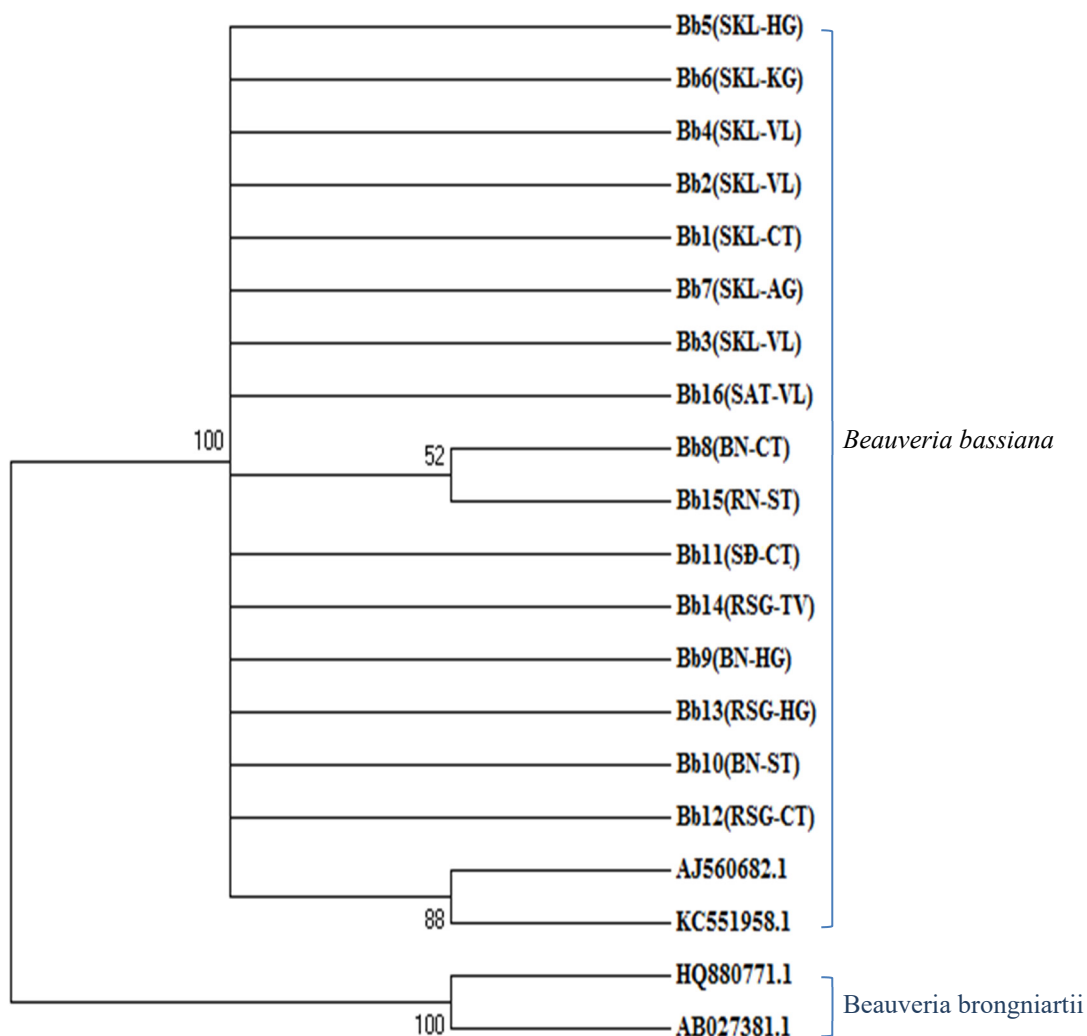 Bb5(SKL-HG)
Bb6(SKL-KG)
Bb4(SKL-VL)
Bb2(SKL-VL)
Bb1(SKL-CT)
Bb7(SKL-AG)
Bb3(SKL-VL)
Bb16(SAT-VL)
100
52
Bb8(BN-CT)
Beauveria bassiana
Bb15(RN-ST)
Bb11(SĐ-CT)
Bb14(RSG-TV)
Bb9(BN-HG)
Bb13(RSG-HG)
Bb10(BN-ST)
Bb12(RSG-CT)
AJ560682.1
88
KC551958.1
HQ880771.1
Beauveria brongniartii
100
AB027381.1